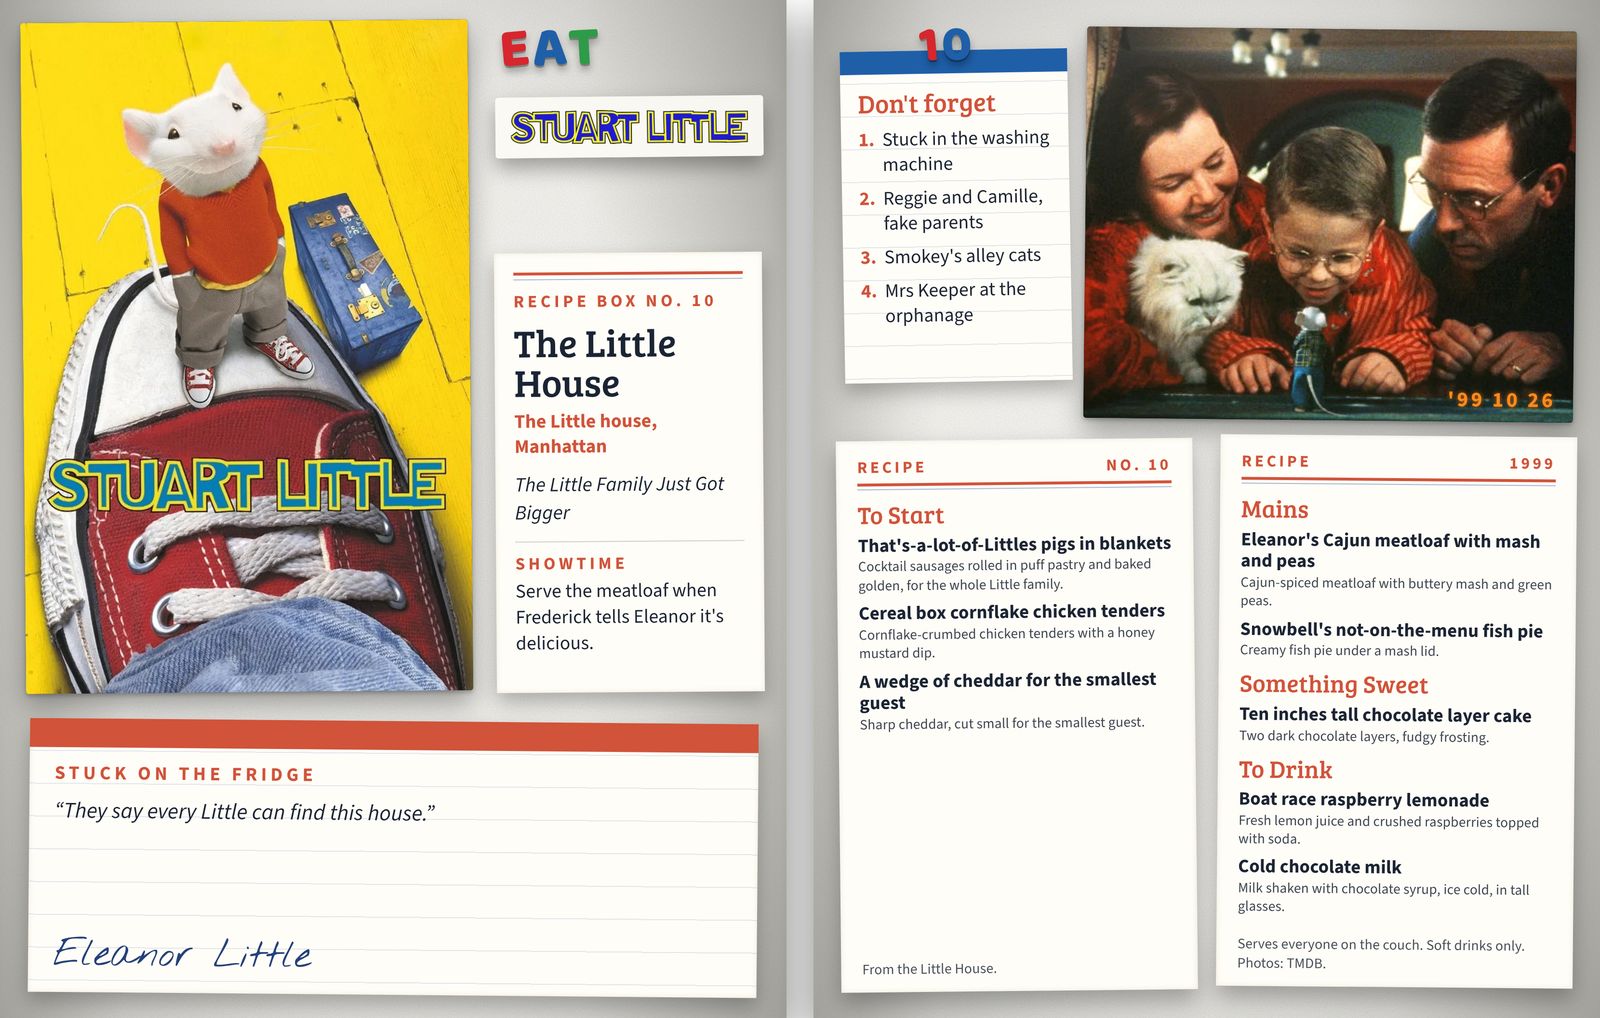 EAT
STUART LITTLE
STUART LITTLE
RECIPE BOX NO. 10
The Little
House
The Little house,
Manhattan
The Little Family Just Got
Bigger
SHOWTIME
Serve the meatloaf when
Frederick tells Eleanor it's
delicious.
STUCK ON THE FRIDGE
“They say every Little can find this house.”
Eleanor Little
10
Don't forget
1. Stuck in the washing
machine
2. Reggie and Camille,
fake parents
3. Smokey's alley cats
4. Mrs Keeper at the
orphanage
'99 10 26
RECIPE NO. 10
To Start
That's-a-lot-of-Littles pigs in blankets
Cocktail sausages rolled in puff pastry and baked
golden, for the whole Little family.
Cereal box cornflake chicken tenders
Cornflake-crumbed chicken tenders with a honey
mustard dip.
A wedge of cheddar for the smallest
guest
Sharp cheddar, cut small for the smallest guest.
From the Little House.
RECIPE 1999
Mains
Eleanor's Cajun meatloaf with mash
and peas
Cajun-spiced meatloaf with buttery mash and green
peas.
Snowbell's not-on-the-menu fish pie
Creamy fish pie under a mash lid.
Something Sweet
Ten inches tall chocolate layer cake
Two dark chocolate layers, fudgy frosting.
To Drink
Boat race raspberry lemonade
Fresh lemon juice and crushed raspberries topped
with soda.
Cold chocolate milk
Milk shaken with chocolate syrup, ice cold, in tall
glasses.
Serves everyone on the couch. Soft drinks only.
Photos: TMDB.